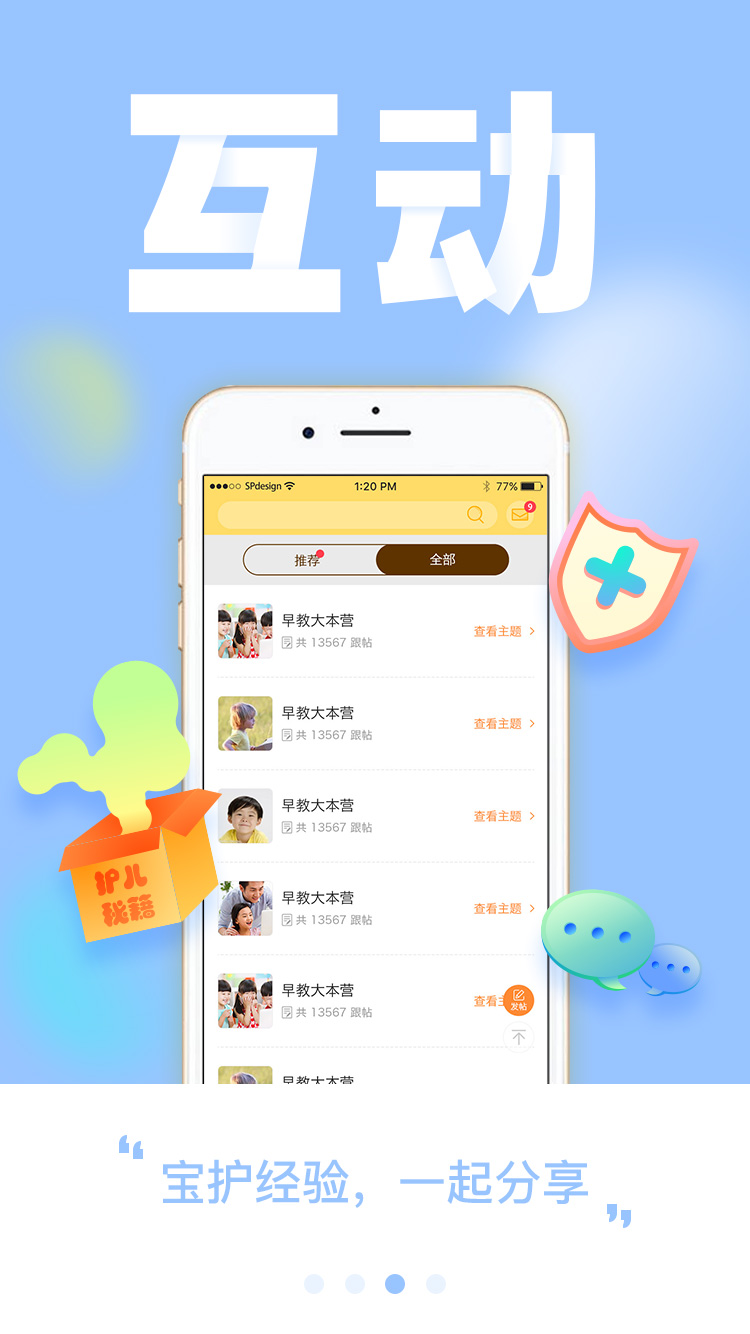 互动
SPdesign 1:20 PM 77%
9
推荐 全部
早教大本营
共 13567 跟帖
查看主题
早教大本营
共 13567 跟帖
查看主题
早教大本营
共 13567 跟帖
查看主题
早教大本营
共 13567 跟帖
查看主题
早教大本营
共 13567 跟帖
查看主
发帖
早教大本营
护儿
秘籍
“宝护经验，一起分享”